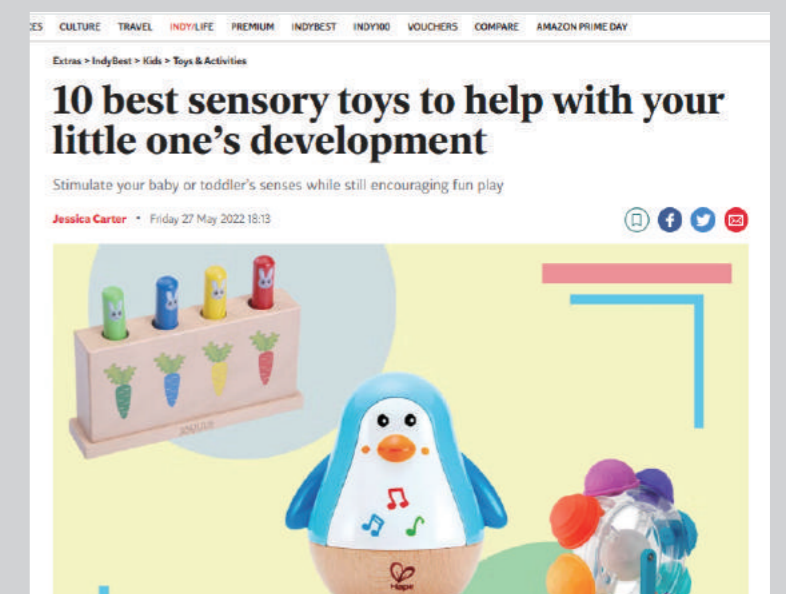 ES CULTURE TRAVEL INDY/LIFE PREMIUM INDYBEST INDY100 VOUCHERS COMPARE AMAZON PRIME DAY
Extras > IndyBest > Kids > Toys & Activities
10 best sensory toys to help with your
little one's development
Stimulate your baby or toddler's senses while still encouraging fun play
Jessica Carter • Friday 27 May 2022 18:13
Hape